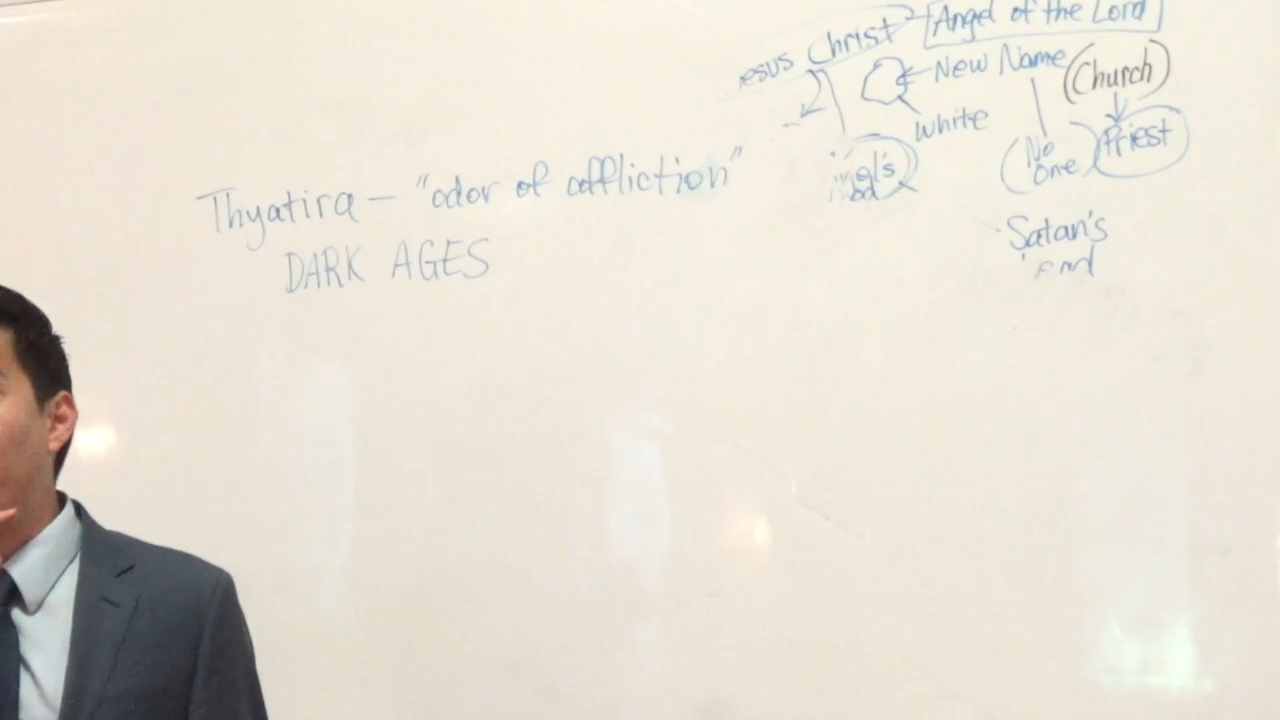 Jesus Christ Angel of the Lord
New Name (Church)
White
(No One) Priest
Thyatira – "odor of affliction"
Satan's
DARK AGES